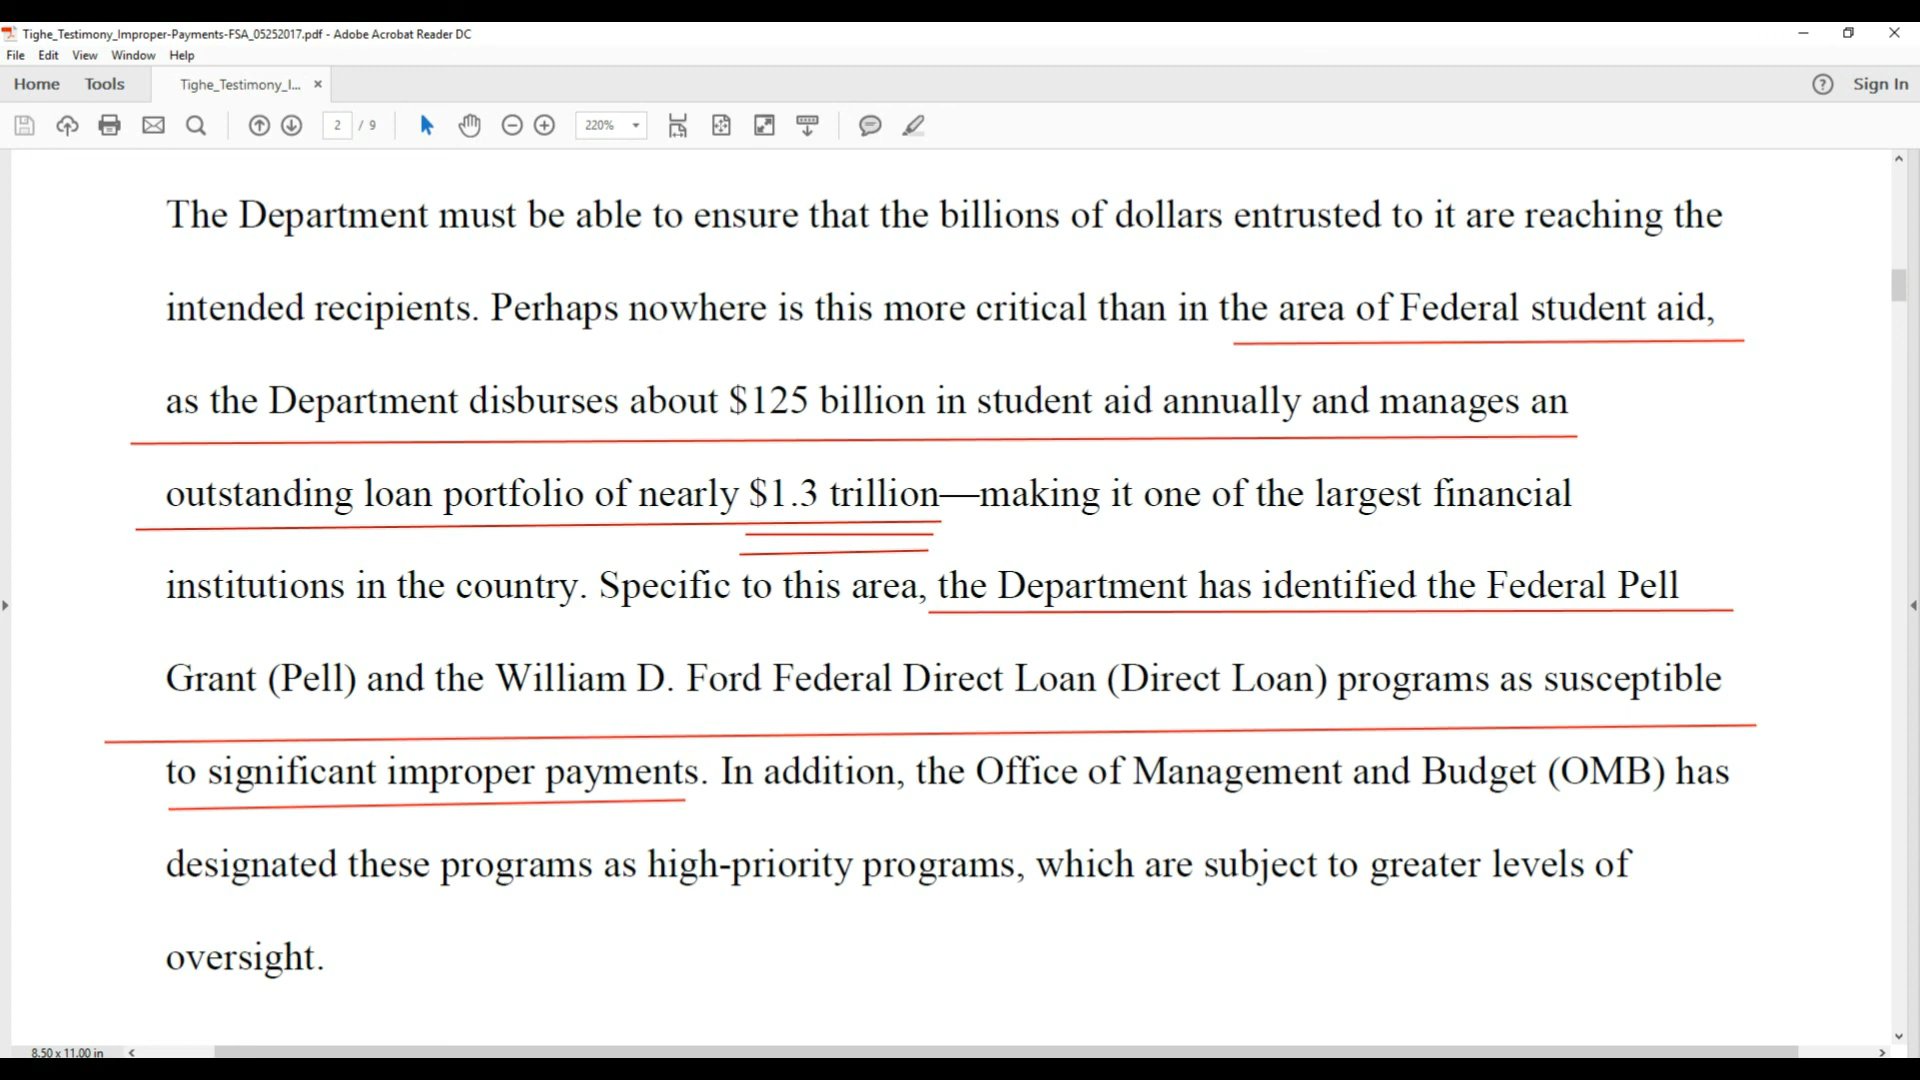 Tighe_Testimony_Improper-Payments-FSA_05252017.pdf - Adobe Acrobat Reader DC
File Edit View Window Help
Home Tools Tighe_Testimony_I... × ? Sign In
2 / 9 220%
The Department must be able to ensure that the billions of dollars entrusted to it are reaching the
intended recipients. Perhaps nowhere is this more critical than in the area of Federal student aid,
as the Department disburses about $125 billion in student aid annually and manages an
outstanding loan portfolio of nearly $1.3 trillion—making it one of the largest financial
institutions in the country. Specific to this area, the Department has identified the Federal Pell
Grant (Pell) and the William D. Ford Federal Direct Loan (Direct Loan) programs as susceptible
to significant improper payments. In addition, the Office of Management and Budget (OMB) has
designated these programs as high-priority programs, which are subject to greater levels of
oversight.
8.50 x 11.00 in